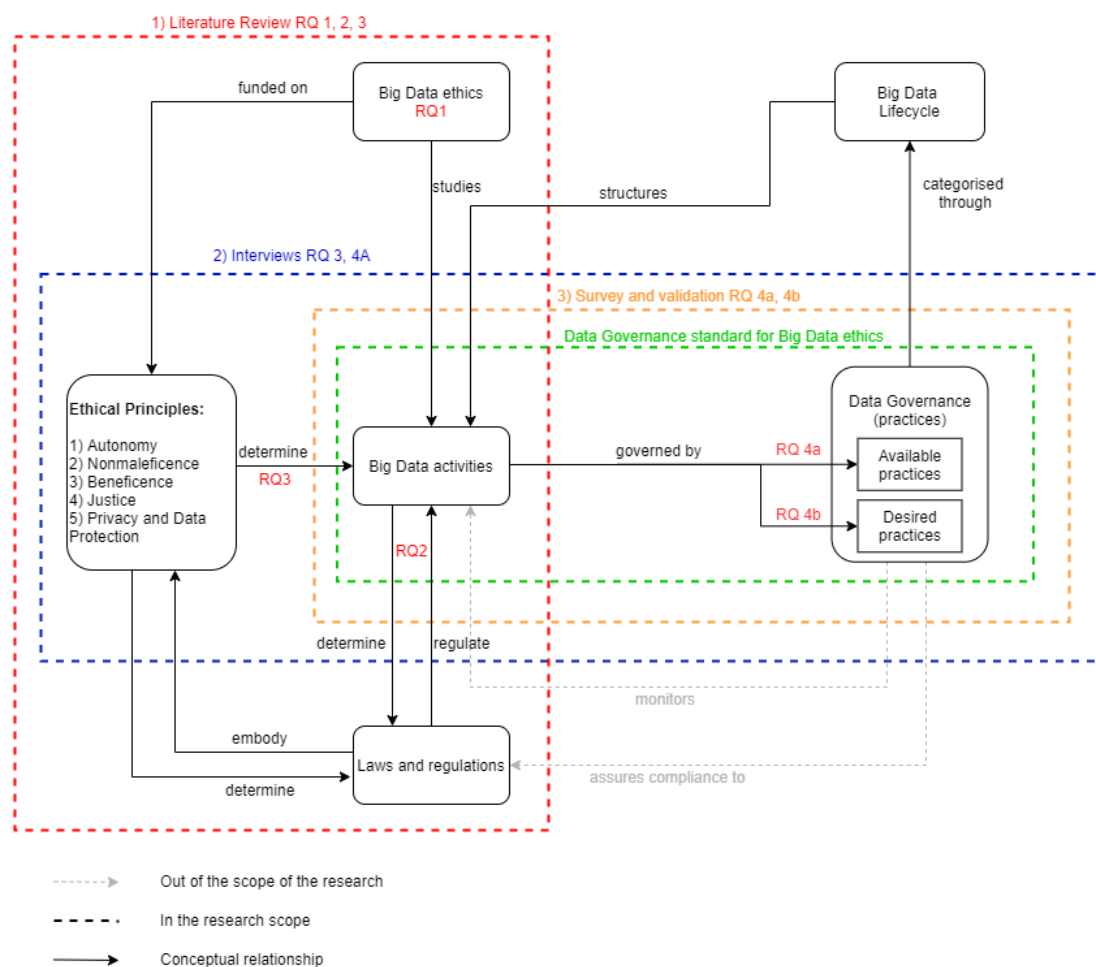 1) Literature Review RQ 1, 2, 3
funded on
Big Data ethics
RQ1
Big Data
Lifecycle
studies
structures
categorised
through
2) Interviews RQ 3, 4A
3) Survey and validation RQ 4a, 4b
Data Governance standard for Big Data ethics
Ethical Principles:
1) Autonomy
2) Nonmaleficence
3) Beneficence
4) Justice
5) Privacy and Data
Protection
determine
RQ3
Big Data activities
governed by
Data Governance
(practices)
RQ 4a
Available
practices
RQ 4b
Desired
practices
RQ2
determine
regulate
monitors
embody
Laws and regulations
determine
assures compliance to
Out of the scope of the research
In the research scope
Conceptual relationship